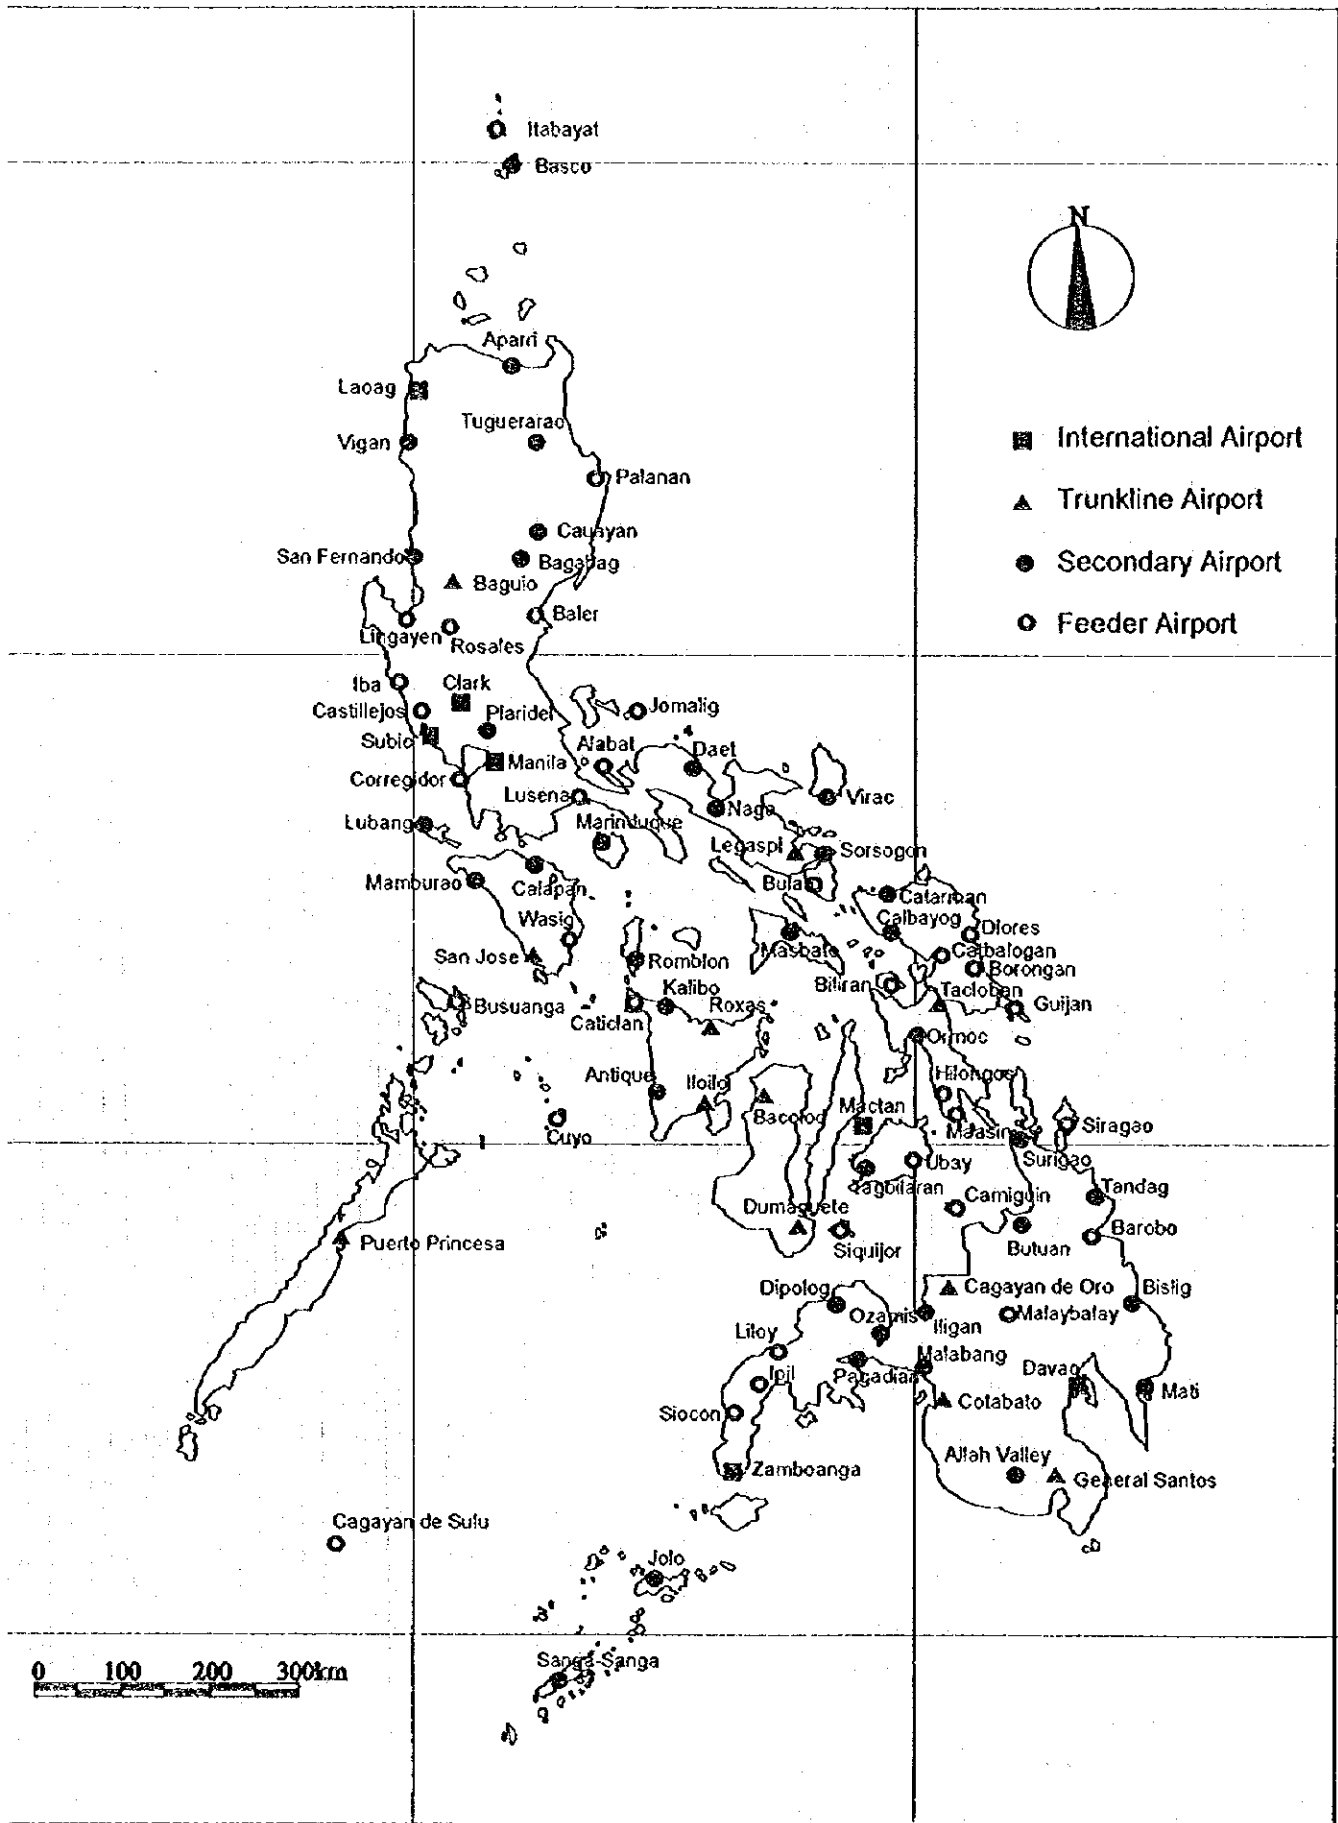 Itabayat
Basco
N
Aparri
Laoag
International Airport
Tuguerarao
Vigan
Palanan
Trunkline Airport
Cauayan
San Fernando
Bagabag
Secondary Airport
Baguio
Baler
Lingayen
Rosales
Feeder Airport
Iba
Clark
Castillejos
Jomalig
Plaridel
Subic
Alabat
Daet
Manila
Corregidor
Lusena
Virac
Naga
Lubang
Marinduque
Legaspi
Sorsogon
Mamburao
Calapan
Bulan
Catarman
Wasig
Calbayog
Dlores
Masbate
Catbalogan
San Jose
Romblon
Borongan
Kalibo
Biliran
Tacloban
Busuanga
Roxas
Guijan
Caticlan
Ormoc
Antique
Iloilo
Hilongos
Bacolod
Mactan
Cuyo
Maasin
Siragao
Surigao
Ubay
Tagbilaran
Camiguin
Tandag
Dumaguete
Barobo
Puerto Princesa
Siquijor
Butuan
Dipolog
Cagayan de Oro
Bislig
Ozamis
Iligan
Malaybalay
Liloy
Malabang
Pagadian
Davao
Ipil
Mati
Siocon
Cotabato
Allah Valley
Zamboanga
General Santos
Cagayan de Sulu
Jolo
Sanga-Sanga
0 100 200 300km